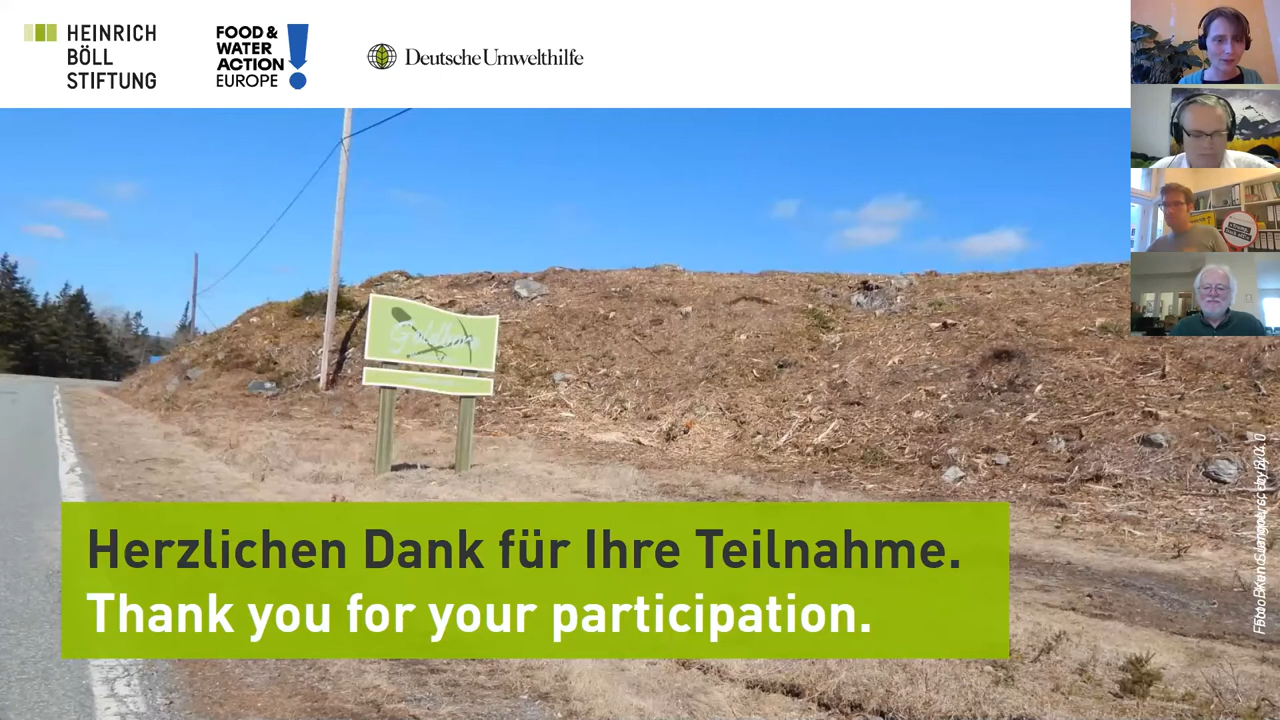 HEINRICH
BÖLL
STIFTUNG
FOOD &
WATER
ACTION
EUROPE
Deutsche Umwelthilfe
Herzlichen Dank für Ihre Teilnahme.
Thank you for your participation.